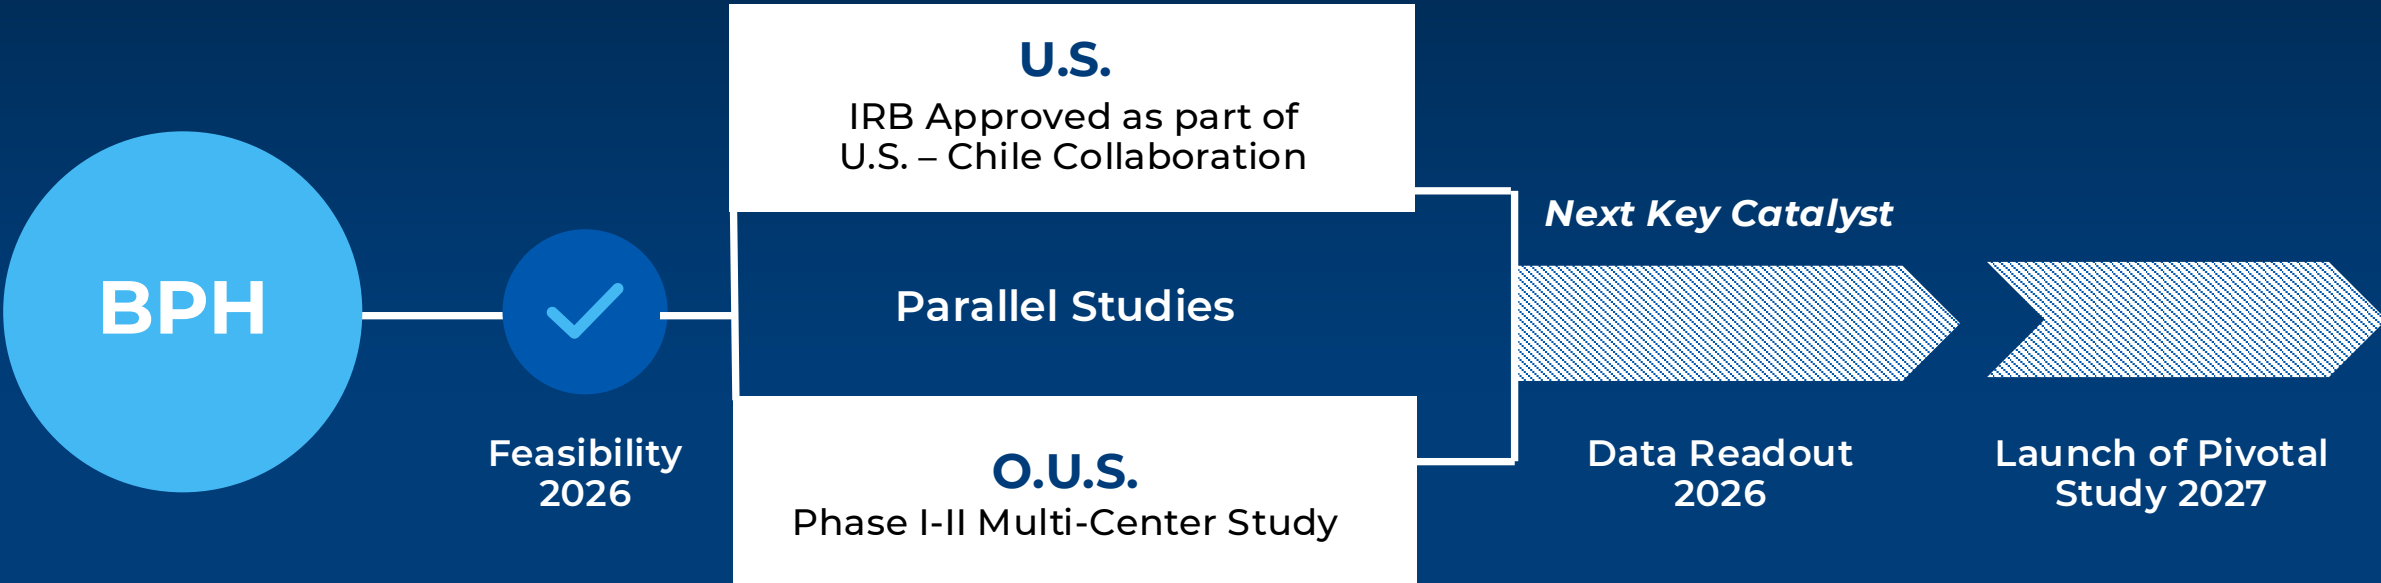 BPH
Feasibility
2026
U.S.
IRB Approved as part of
U.S. – Chile Collaboration
Parallel Studies
O.U.S.
Phase I-II Multi-Center Study
Next Key Catalyst
Data Readout
2026
Launch of Pivotal
Study 2027